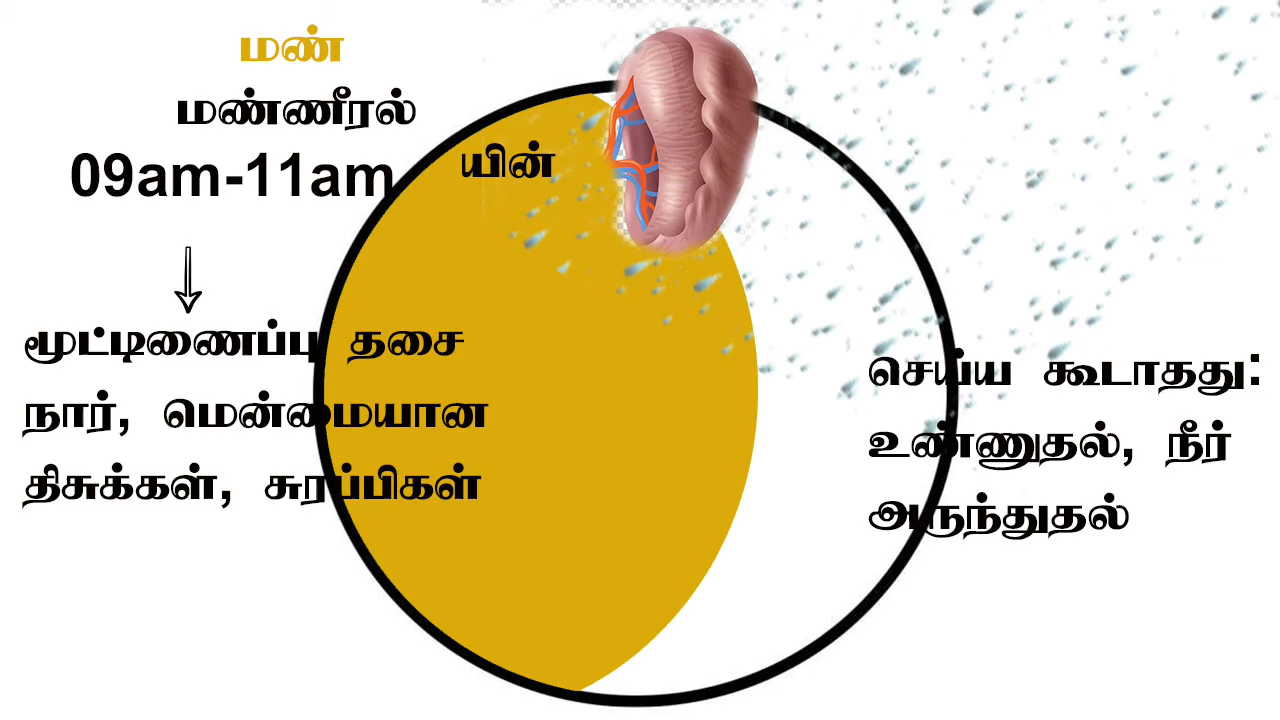 மண்
மண்ணீரல்
09am-11am
யின்
மூட்டிணைப்பு தசை
நார், மென்மையான
திசுக்கள், சுரப்பிகள்
செய்ய கூடாதது:
உண்ணுதல், நீர்
அருந்துதல்